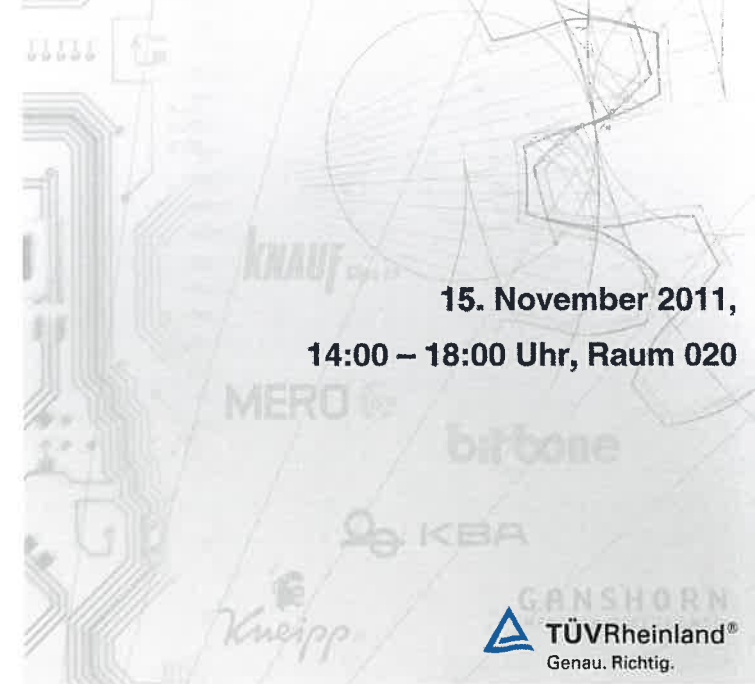 KNAUF
15. November 2011,
14:00 – 18:00 Uhr, Raum 020
MERO
bitbone
KBA
GANSHORN
Kneipp
TÜVRheinland®
Genau. Richtig.